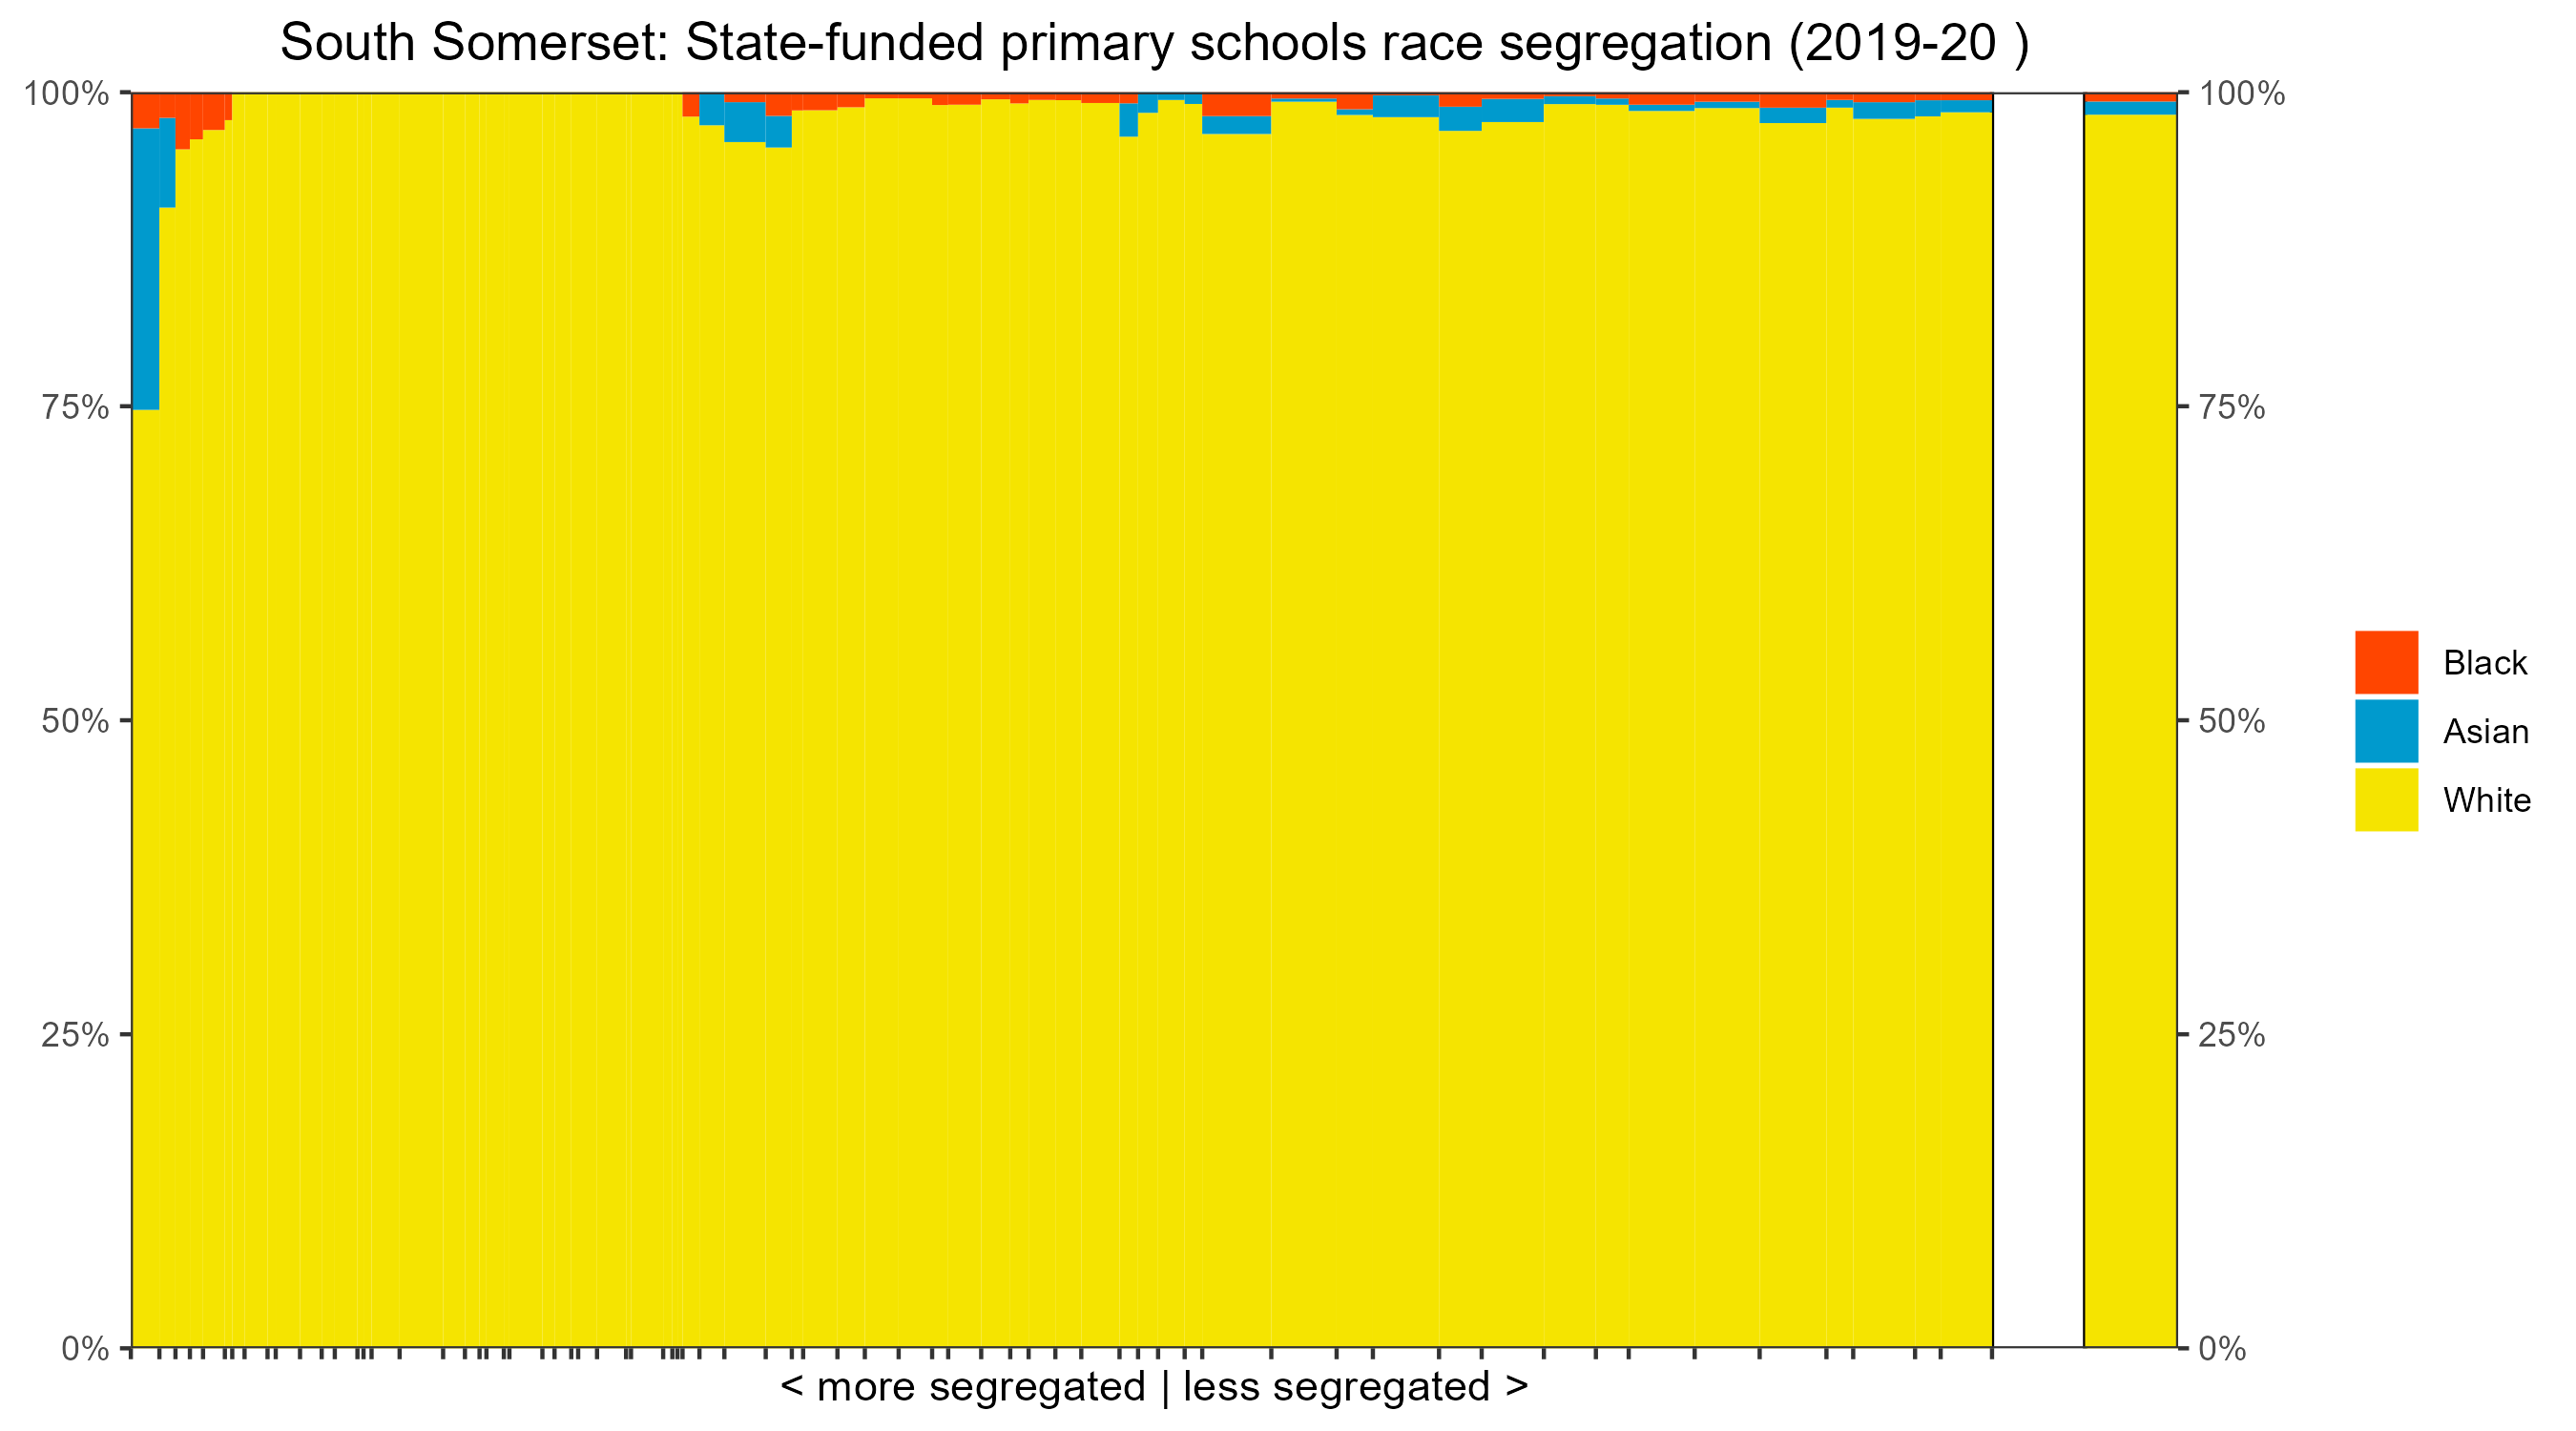 South Somerset: State-funded primary schools race segregation (2019-20 )
100%
75%
50%
25%
0%
100%
75%
50%
25%
0%
Black
Asian
White
< more segregated | less segregated >